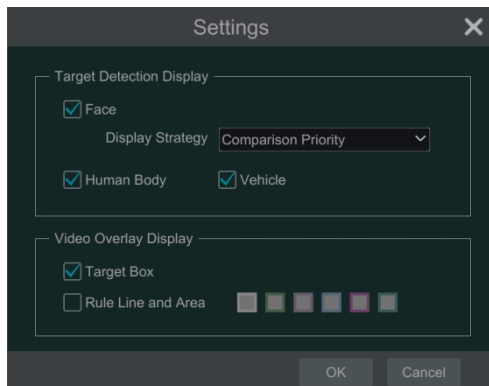 Settings
Target Detection Display
Face
Display Strategy Comparison Priority
Human Body Vehicle
Video Overlay Display
Target Box
Rule Line and Area
OK Cancel